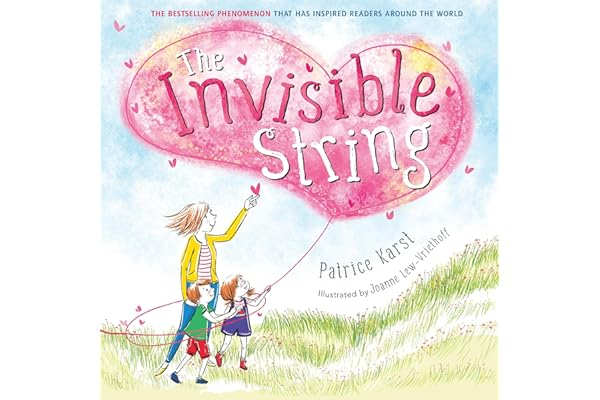 THE BESTSELLING PHENOMENON THAT HAS INSPIRED READERS AROUND THE WORLD
The
Invisible
String
Patrice Karst
Illustrated by Joanne Lew-Vriethoff